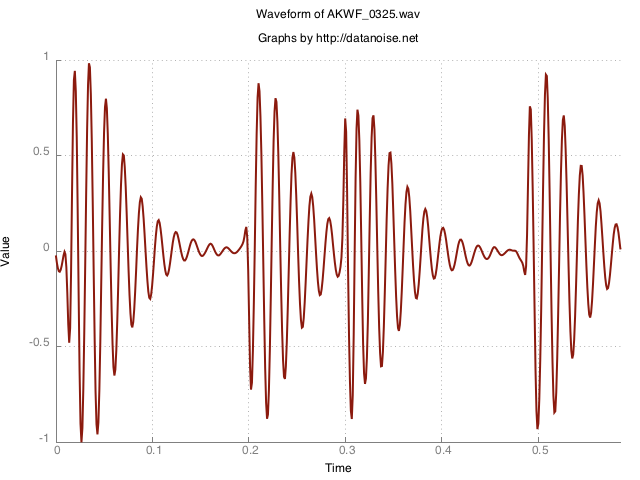 Waveform of AKWF_0325.wav
Graphs by http://datanoise.net
1
0.5
0
-0.5
-1
Value
0 0.1 0.2 0.3 0.4 0.5
Time